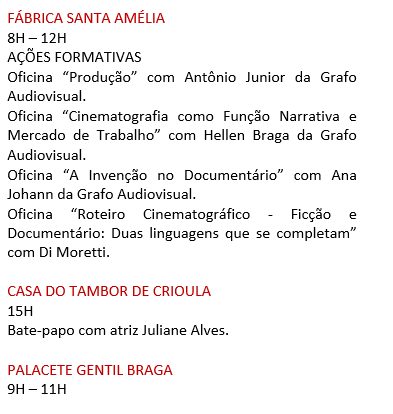 FÁBRICA SANTA AMÉLIA
8H – 12H
AÇÕES FORMATIVAS
Oficina “Produção” com Antônio Junior da Grafo
Audiovisual.
Oficina “Cinematografia como Função Narrativa e
Mercado de Trabalho” com Hellen Braga da Grafo
Audiovisual.
Oficina “A Invenção no Documentário” com Ana
Johann da Grafo Audiovisual.
Oficina “Roteiro Cinematográfico - Ficção e
Documentário: Duas linguagens que se completam”
com Di Moretti.
CASA DO TAMBOR DE CRIOULA
15H
Bate-papo com atriz Juliane Alves.
PALACETE GENTIL BRAGA
9H – 11H